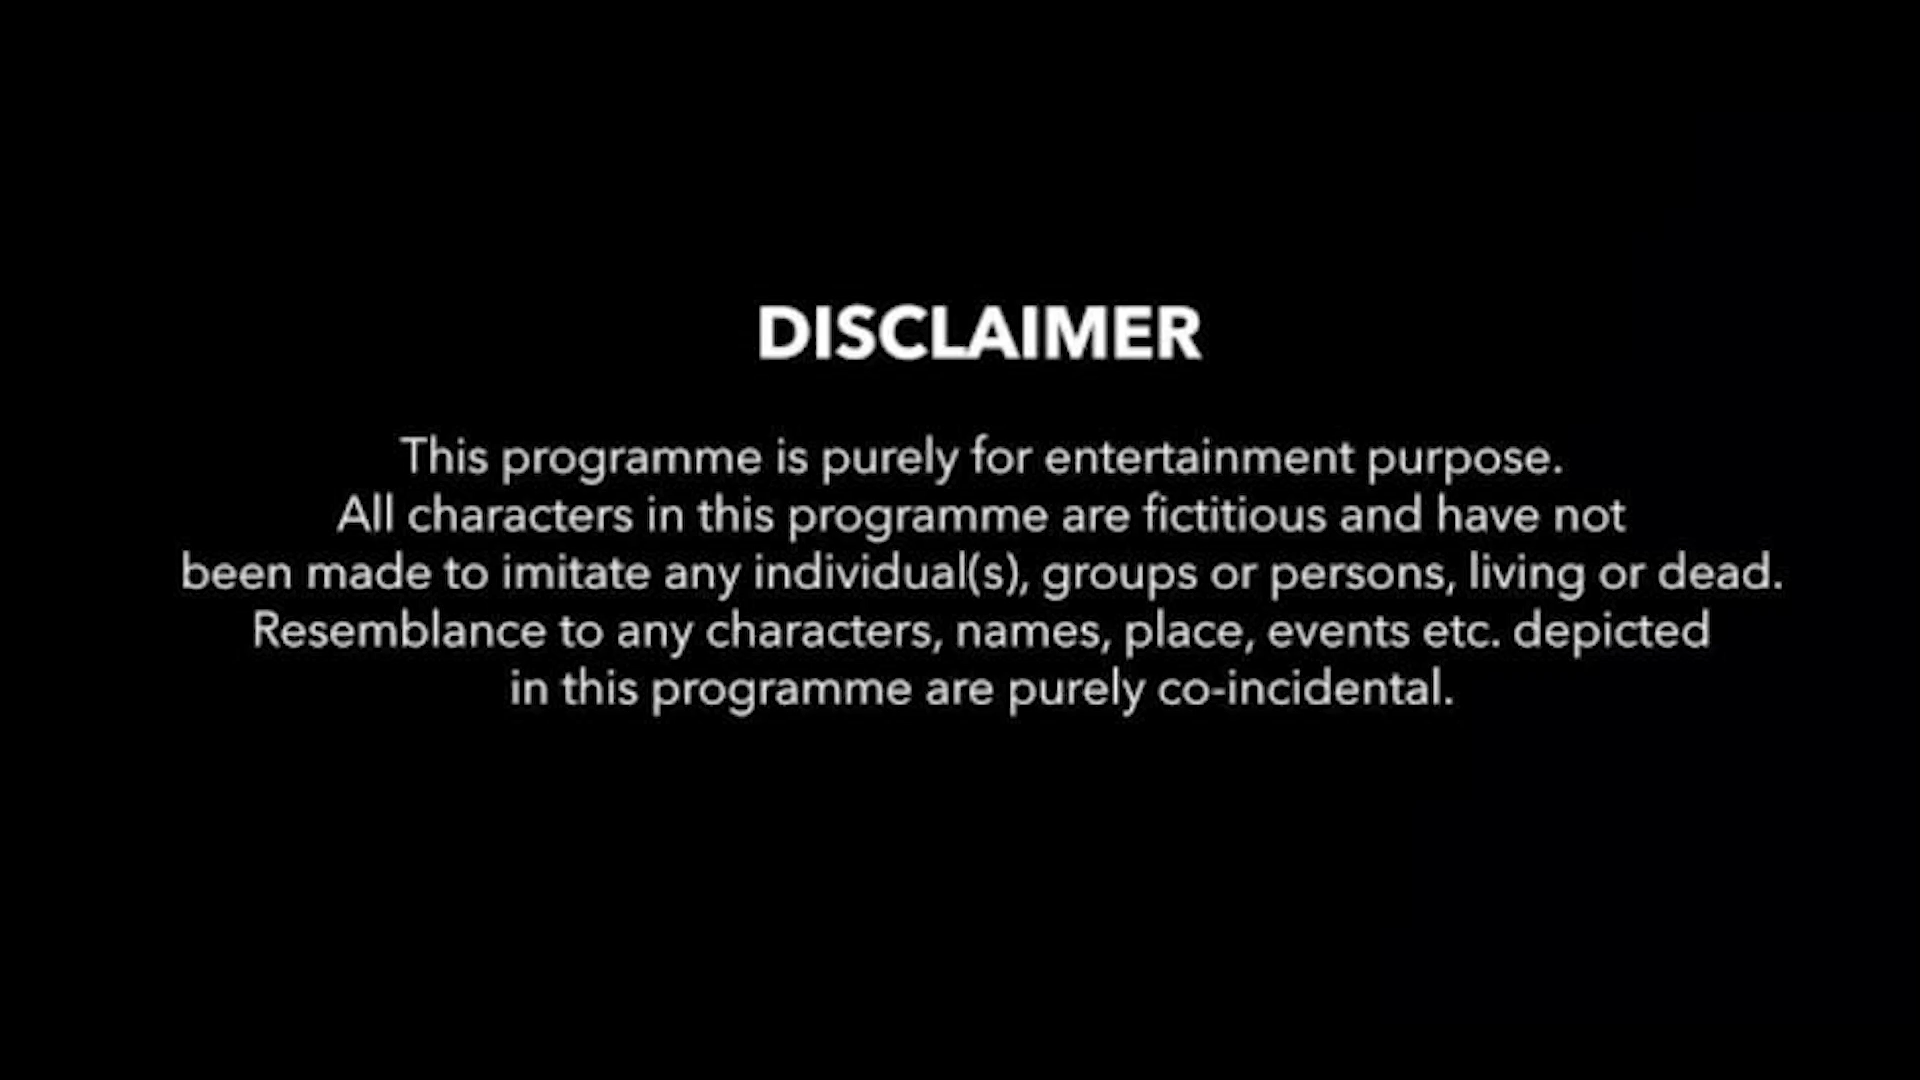 DISCLAIMER
This programme is purely for entertainment purpose.
All characters in this programme are fictitious and have not
been made to imitate any individual(s), groups or persons, living or dead.
Resemblance to any characters, names, place, events etc. depicted
in this programme are purely co-incidental.